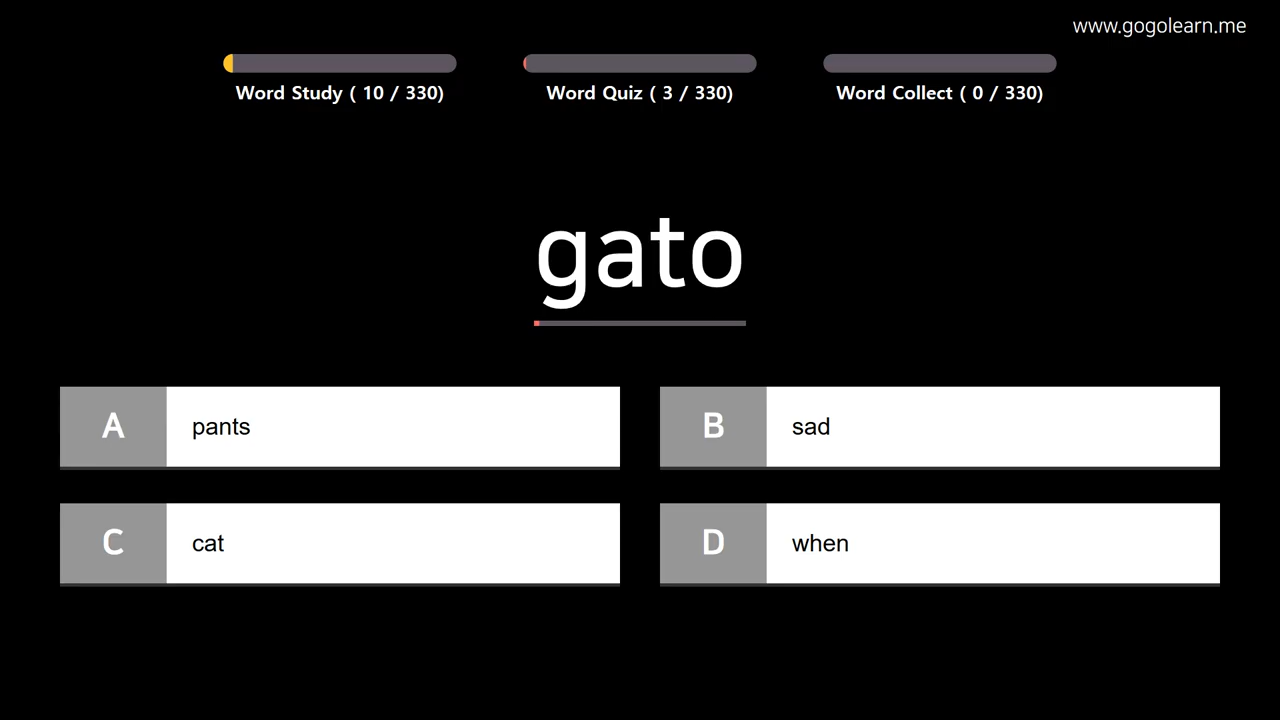 www.gogolearn.me
Word Study ( 10 / 330)
Word Quiz ( 3 / 330)
Word Collect ( 0 / 330)
gato
A pants
B sad
C cat
D when